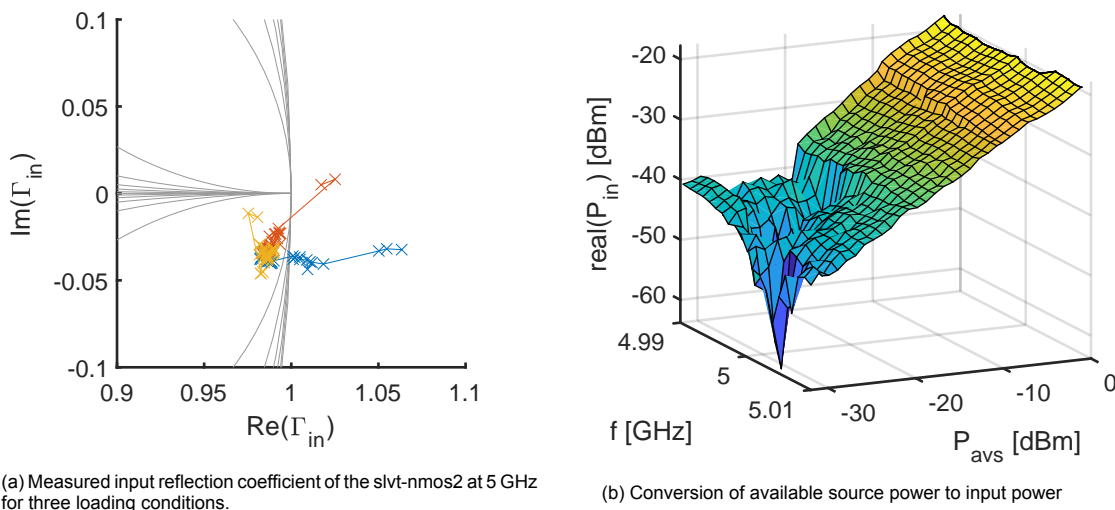 0.1
0.05
0
-0.05
-0.1
Im(Γin)
0.9 0.95 1 1.05 1.1
Re(Γin)
(a) Measured input reflection coefficient of the slvt-nmos2 at 5 GHz
for three loading conditions.
-20
-30
-40
-50
-60
real(Pin) [dBm]
4.99
5
5.01
f [GHz]
-30
-20
-10
0
Pavs [dBm]
(b) Conversion of available source power to input power